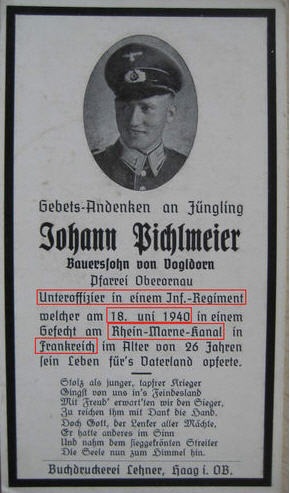 Gebets-Andenken an Jüngling
Johann Pichlmeier
Bauerssohn von Vogldorn
Pfarrei Oberornau
Unteroffizier in einem Inf.-Regiment
welcher am 18. uni 1940 in einem
Gefecht am Rhein-Marne-Kanal in
Frankreich im Alter von 26 Jahren
sein Leben für's Vaterland opferte.
Stolz als junger, tapfrer Krieger
Gingst von uns in's Feindesland
Mit Freud' erwart'ten wir den Sieger,
Zu reichen ihm mit Dank die Hand.
Doch Gott, der Lenker aller Mächte,
Er hatte anderes im Sinn
Und nahm dem sieggekrönten Streiter
Die Seele nun zum Himmel hin.
Buchdruckerei Lehner, Haag i. OB.